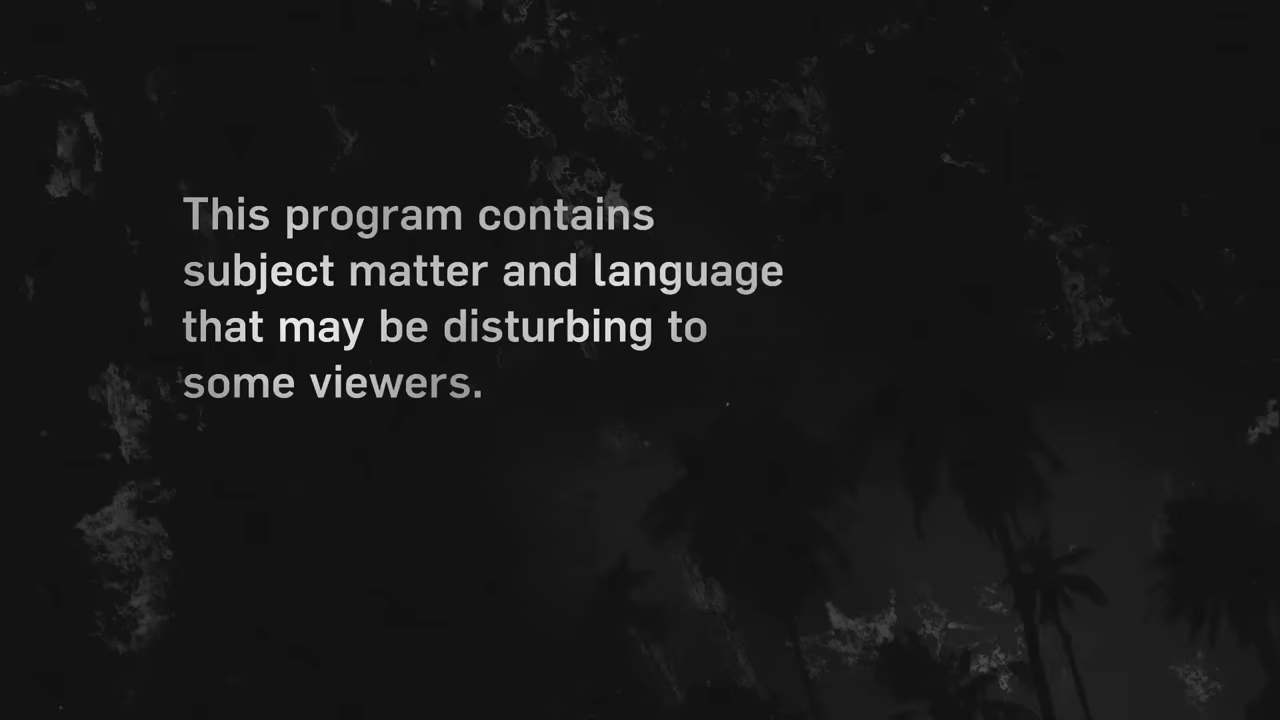 This program contains
subject matter and language
that may be disturbing to
some viewers.